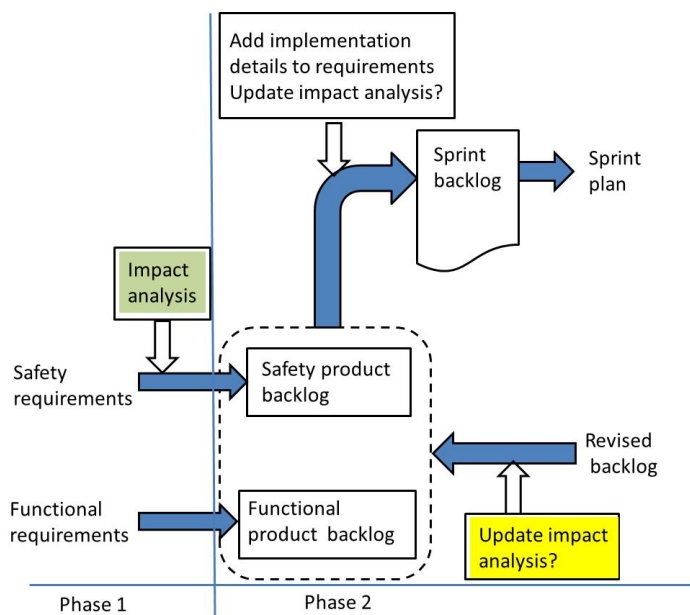 Add implementation
details to requirements
Update impact analysis?
Sprint
backlog
Sprint
plan
Impact
analysis
Safety
requirements
Safety product
backlog
Revised
backlog
Functional
requirements
Functional
product backlog
Update impact
analysis?
Phase 1
Phase 2